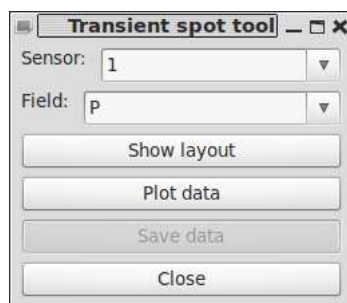 Transient spot tool
Sensor: 1
Field: P
Show layout
Plot data
Save data
Close